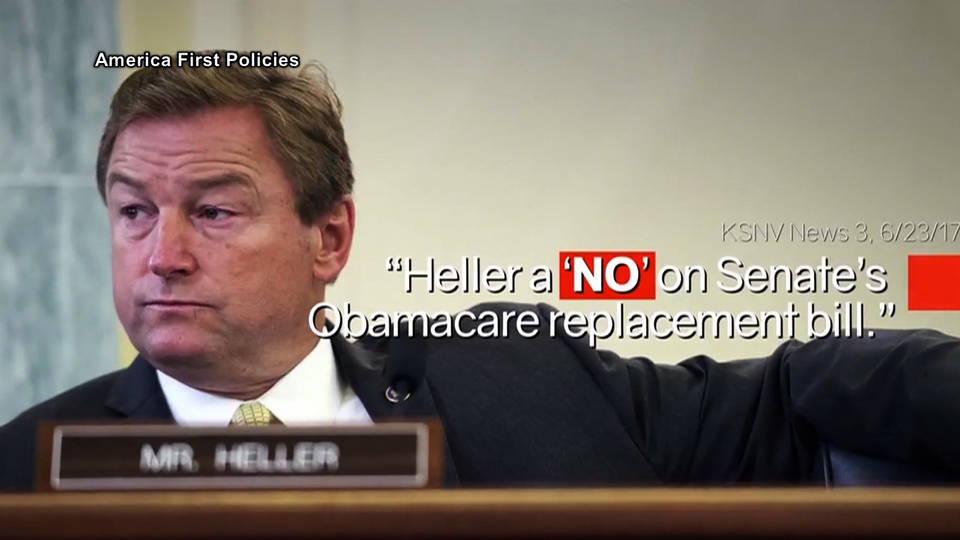 America First Policies
KSNV News 3, 6/23/17
“Heller a ‘NO’ on Senate’s
Obamacare replacement bill.”
MR. HELLER